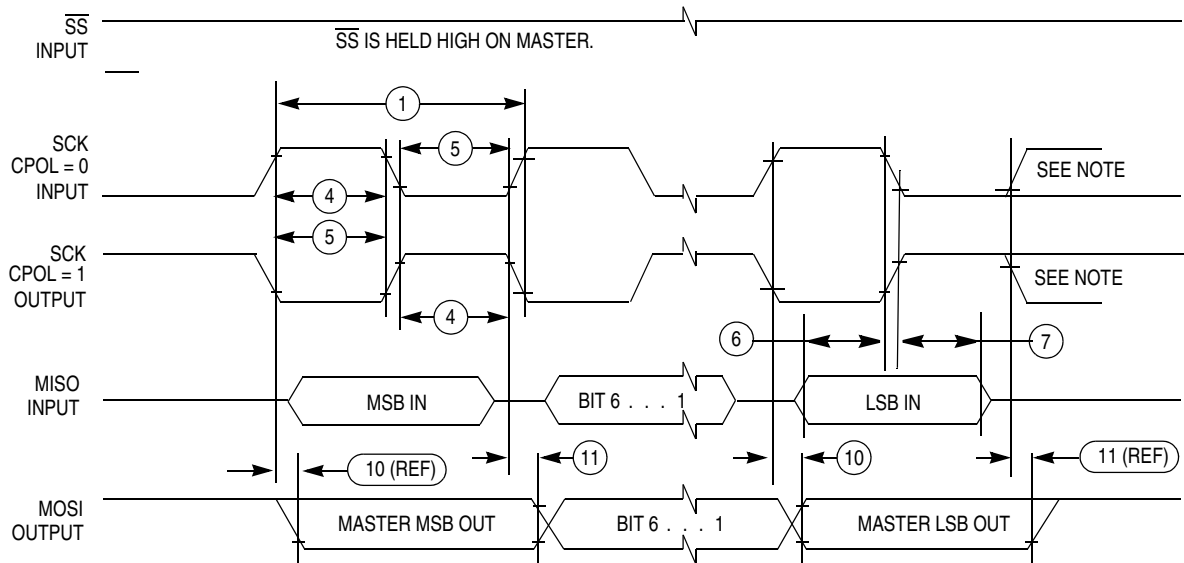 SS
INPUT
SS IS HELD HIGH ON MASTER.
1
SCK
CPOL = 0
INPUT
5
SEE NOTE
4
5
SCK
CPOL = 1
OUTPUT
SEE NOTE
4
6
7
MISO
INPUT
MSB IN
BIT 6 . . . 1
LSB IN
10 (REF)
11
10
11 (REF)
MOSI
OUTPUT
MASTER MSB OUT
BIT 6 . . . 1
MASTER LSB OUT